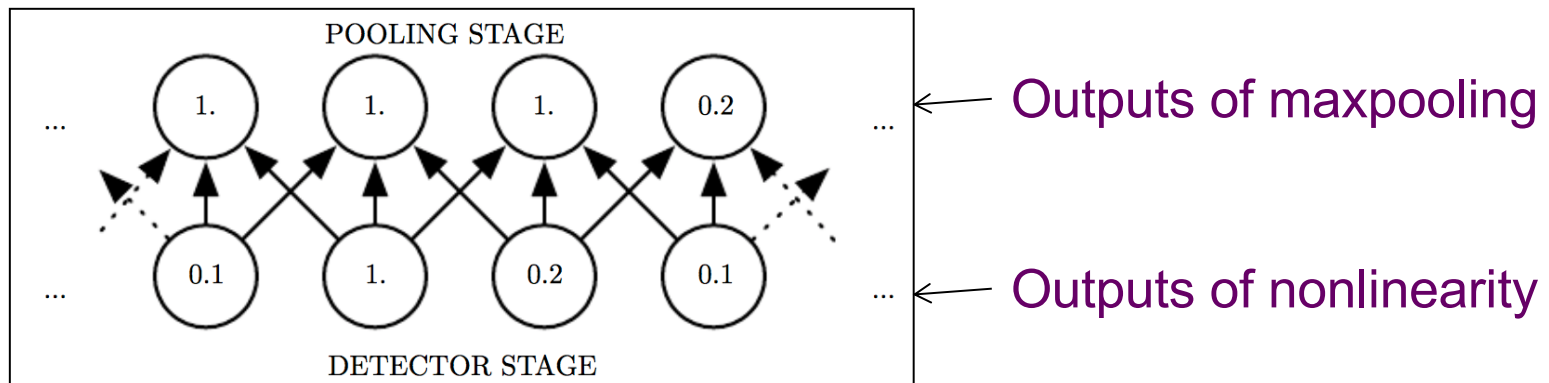 POOLING STAGE
... 1. 1. 1. 0.2 ...
Outputs of maxpooling
... 0.1 1. 0.2 0.1 ...
Outputs of nonlinearity
DETECTOR STAGE